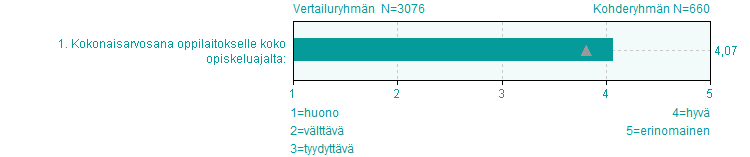 Vertailuryhmän N=3076
Kohderyhmän N=660
1. Kokonaisarvosana oppilaitokselle koko
opiskeluajalta:
4,07
1
2
3
4
5
1=huono
4=hyvä
2=välttävä
5=erinomainen
3=tyydyttävä